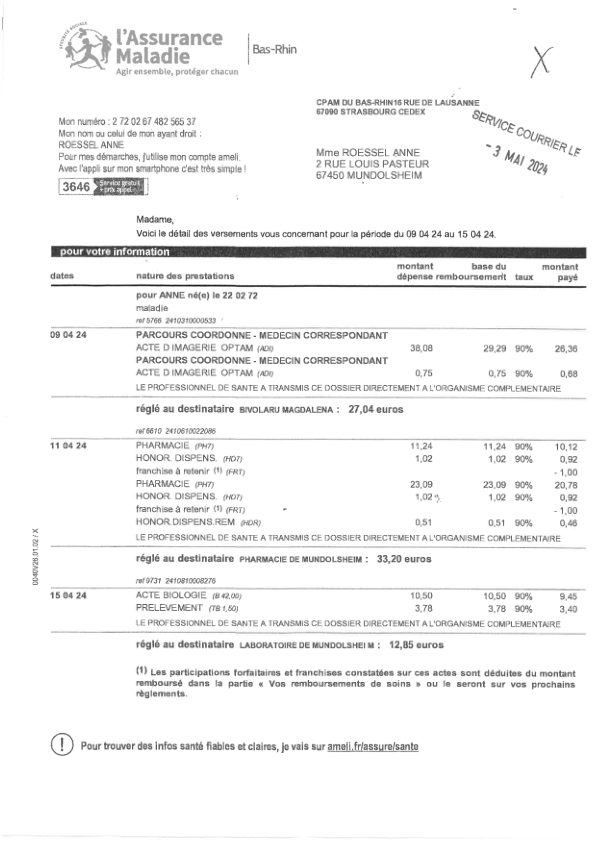 SÉCURITÉ SOCIALE
l'Assurance
Maladie
Agir ensemble, protéger chacun
Bas-Rhin
X
CPAM DU BAS-RHIN 16 RUE DE LAUSANNE
67090 STRASBOURG CEDEX
SERVICE COURRIER LE
- 3 MAI 2024
Mon numéro : 2 72 02 67 482 565 37
Mon nom ou celui de mon ayant droit :
ROESSEL ANNE
Pour mes démarches, j'utilise mon compte ameli.
Avec l'appli sur mon smartphone c'est très simple !
3646 Service gratuit + prix appel
Mme ROESSEL ANNE
2 RUE LOUIS PASTEUR
67450 MUNDOLSHEIM
Madame,
Voici le détail des versements vous concernant pour la période du 09 04 24 au 15 04 24.
pour votre information
dates nature des prestations montant dépense base du remboursement taux montant payé
pour ANNE né(e) le 22 02 72
maladie
ref 5766 2410310000533
09 04 24 PARCOURS COORDONNE - MEDECIN CORRESPONDANT
ACTE D IMAGERIE OPTAM (ADI) 38,08 29,29 90% 26,36
PARCOURS COORDONNE - MEDECIN CORRESPONDANT
ACTE D IMAGERIE OPTAM (ADI) 0,75 0,75 90% 0,68
LE PROFESSIONNEL DE SANTE A TRANSMIS CE DOSSIER DIRECTEMENT A L'ORGANISME COMPLEMENTAIRE
réglé au destinataire BIVOLARU MAGDALENA : 27,04 euros
ref 6610 2410610022086
11 04 24 PHARMACIE (PH7) 11,24 11,24 90% 10,12
HONOR. DISPENS. (HD7) 1,02 1,02 90% 0,92
franchise à retenir (1) (FRT) - 1,00
PHARMACIE (PH7) 23,09 23,09 90% 20,78
HONOR. DISPENS. (HD7) 1,02 1,02 90% 0,92
franchise à retenir (1) (FRT) - 1,00
HONOR.DISPENS.REM (HDR) 0,51 0,51 90% 0,46
LE PROFESSIONNEL DE SANTE A TRANSMIS CE DOSSIER DIRECTEMENT A L'ORGANISME COMPLEMENTAIRE
réglé au destinataire PHARMACIE DE MUNDOLSHEIM : 33,20 euros
ref 9731 2410810008276
15 04 24 ACTE BIOLOGIE (B 42,00) 10,50 10,50 90% 9,45
PRELEVEMENT (TB 1,50) 3,78 3,78 90% 3,40
LE PROFESSIONNEL DE SANTE A TRANSMIS CE DOSSIER DIRECTEMENT A L'ORGANISME COMPLEMENTAIRE
réglé au destinataire LABORATOIRE DE MUNDOLSHEI M : 12,85 euros
(1) Les participations forfaitaires et franchises constatées sur ces actes sont déduites du montant
remboursé dans la partie « Vos remboursements de soins » ou le seront sur vos prochains
règlements.
! Pour trouver des infos santé fiables et claires, je vais sur ameli.fr/assure/sante